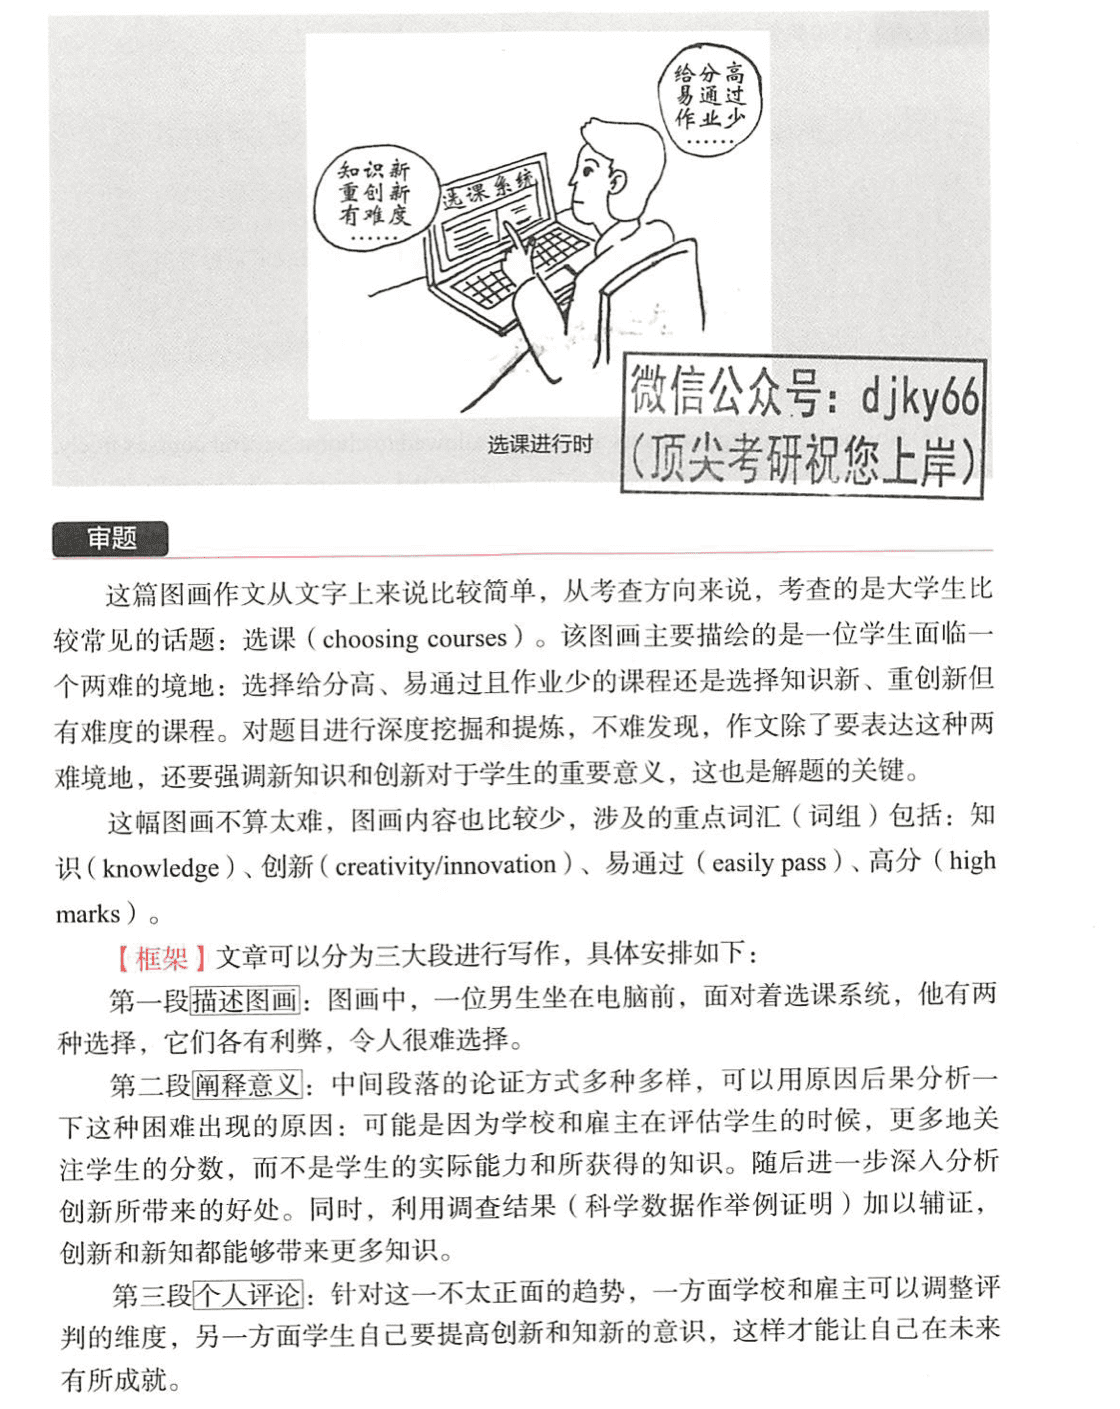 给分高
易通过
作业少
……
知识新
重创新
有难度
……
选课系统
选课进行时
微信公众号：djky66
（顶尖考研祝您上岸）
审题
这篇图画作文从文字上来说比较简单，从考查方向来说，考查的是大学生比
较常见的话题：选课（choosing courses）。该图画主要描绘的是一位学生面临一
个两难的境地：选择给分高、易通过且作业少的课程还是选择知识新、重创新但
有难度的课程。对题目进行深度挖掘和提炼，不难发现，作文除了要表达这种两
难境地，还要强调新知识和创新对于学生的重要意义，这也是解题的关键。
这幅图画不算太难，图画内容也比较少，涉及的重点词汇（词组）包括：知
识（knowledge）、创新（creativity/innovation）、易通过（easily pass）、高分（high
marks）。
【框架】文章可以分为三大段进行写作，具体安排如下：
第一段描述图画：图画中，一位男生坐在电脑前，面对着选课系统，他有两
种选择，它们各有利弊，令人很难选择。
第二段阐释意义：中间段落的论证方式多种多样，可以用原因后果分析一
下这种困难出现的原因：可能是因为学校和雇主在评估学生的时候，更多地关
注学生的分数，而不是学生的实际能力和所获得的知识。随后进一步深入分析
创新所带来的好处。同时，利用调查结果（科学数据作举例证明）加以辅证，
创新和新知都能够带来更多知识。
第三段个人评论：针对这一不太正面的趋势，一方面学校和雇主可以调整评
判的维度，另一方面学生自己要提高创新和知新的意识，这样才能让自己在未来
有所成就。